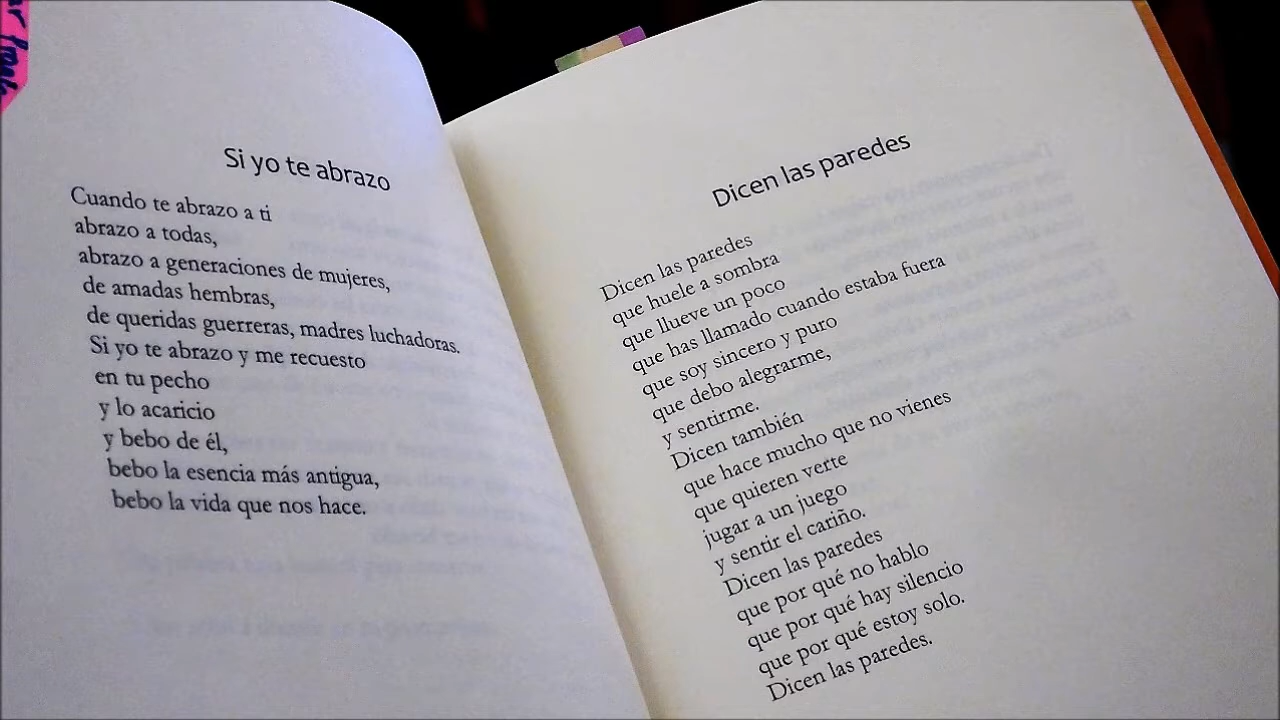 Si yo te abrazo
Cuando te abrazo a ti
abrazo a todas,
abrazo a generaciones de mujeres,
de amadas hembras,
de queridas guerreras, madres luchadoras.
Si yo te abrazo y me recuesto
en tu pecho
y lo acaricio
y bebo de él,
bebo la esencia más antigua,
bebo la vida que nos hace.
Dicen las paredes
Dicen las paredes
que huele a sombra
que llueve un poco
que has llamado cuando estaba fuera
que soy sincero y puro
que debo alegrarme,
y sentirme.
Dicen también
que hace mucho que no vienes
que quieren verte
jugar a un juego
y sentir el cariño.
Dicen las paredes
que por qué no hablo
que por qué hay silencio
que por qué estoy solo.
Dicen las paredes.